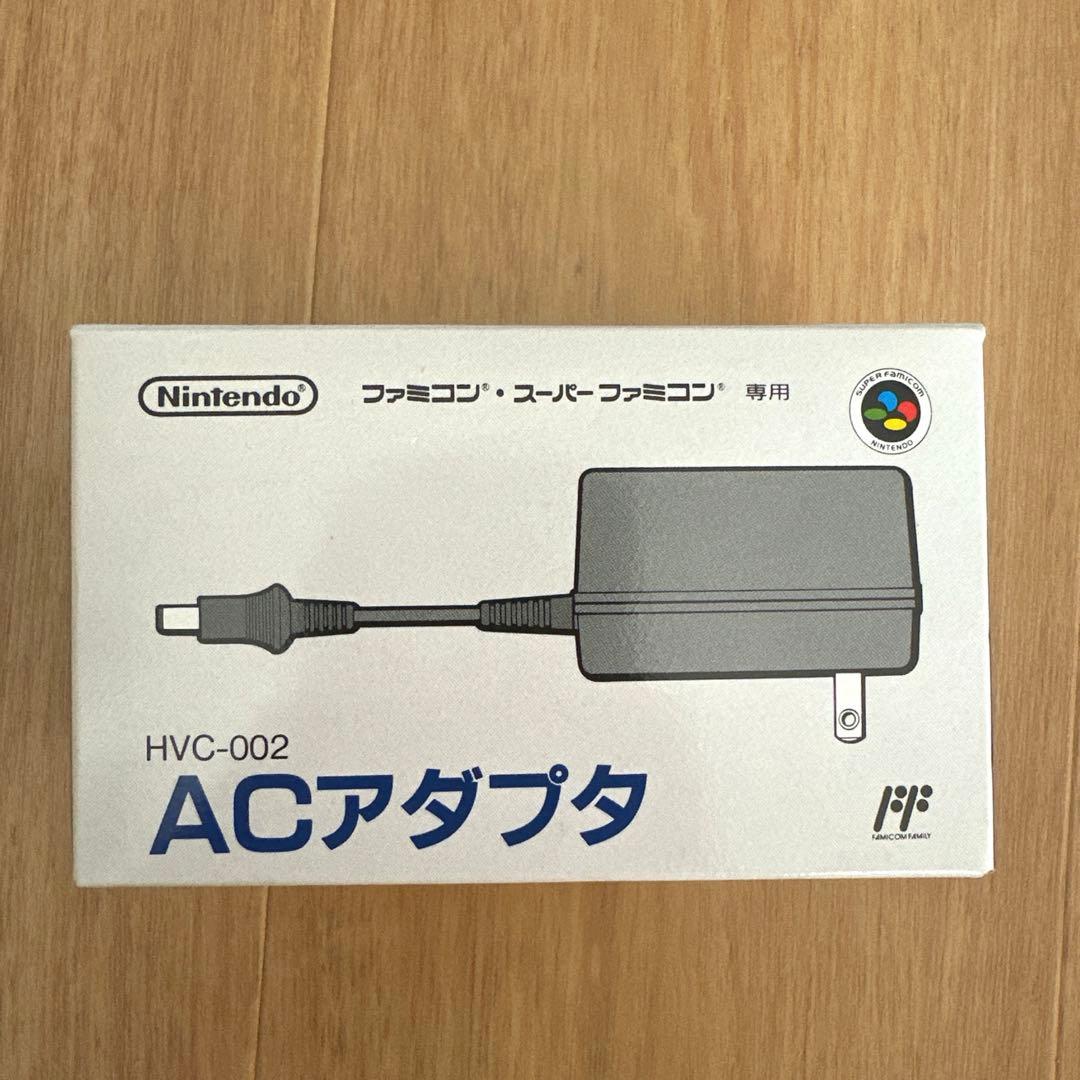 Nintendo®
ファミコン®・スーパーファミコン® 専用
SUPER Famicom
NINTENDO
HVC-002
ACアダプタ
FF
FAMICOM FAMILY